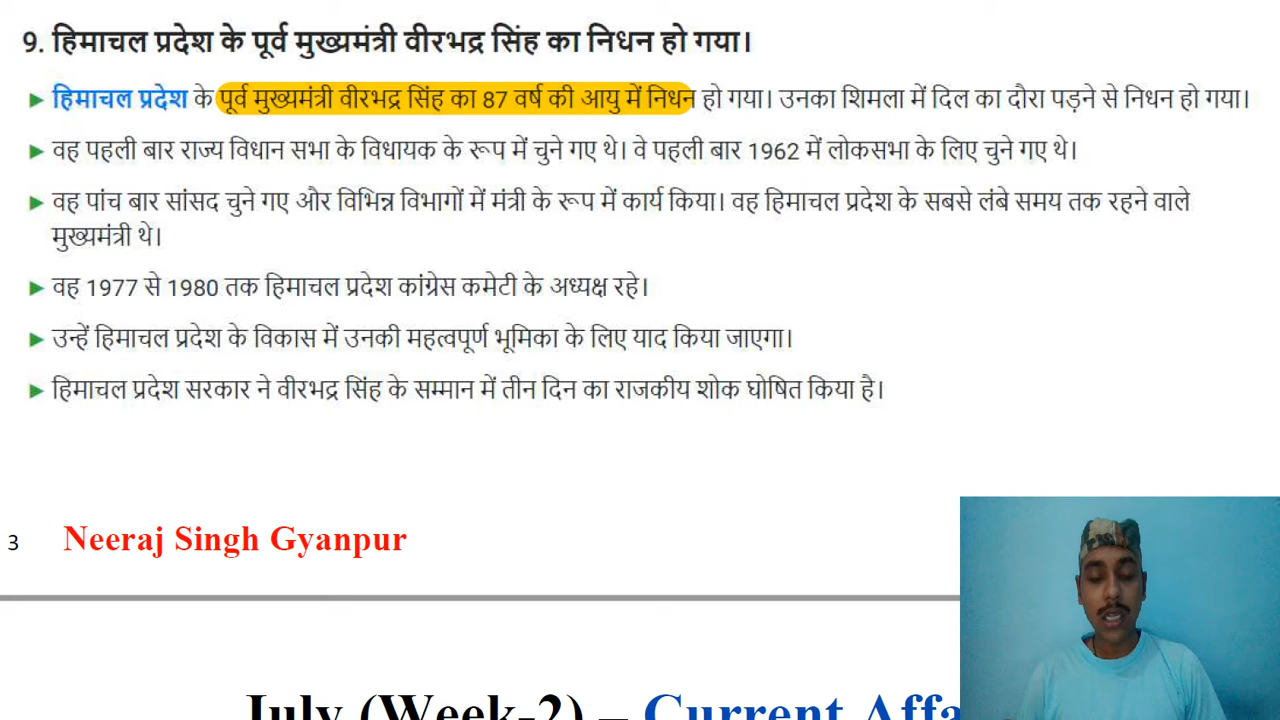 9. हिमाचल प्रदेश के पूर्व मुख्यमंत्री वीरभद्र सिंह का निधन हो गया।
► हिमाचल प्रदेश के पूर्व मुख्यमंत्री वीरभद्र सिंह का 87 वर्ष की आयु में निधन हो गया। उनका शिमला में दिल का दौरा पड़ने से निधन हो गया।
► वह पहली बार राज्य विधान सभा के विधायक के रूप में चुने गए थे। वे पहली बार 1962 में लोकसभा के लिए चुने गए थे।
► वह पांच बार सांसद चुने गए और विभिन्न विभागों में मंत्री के रूप में कार्य किया। वह हिमाचल प्रदेश के सबसे लंबे समय तक रहने वाले
मुख्यमंत्री थे।
► वह 1977 से 1980 तक हिमाचल प्रदेश कांग्रेस कमेटी के अध्यक्ष रहे।
► उन्हें हिमाचल प्रदेश के विकास में उनकी महत्वपूर्ण भूमिका के लिए याद किया जाएगा।
► हिमाचल प्रदेश सरकार ने वीरभद्र सिंह के सम्मान में तीन दिन का राजकीय शोक घोषित किया है।
3 Neeraj Singh Gyanpur
July (Week-2) – Current Affa